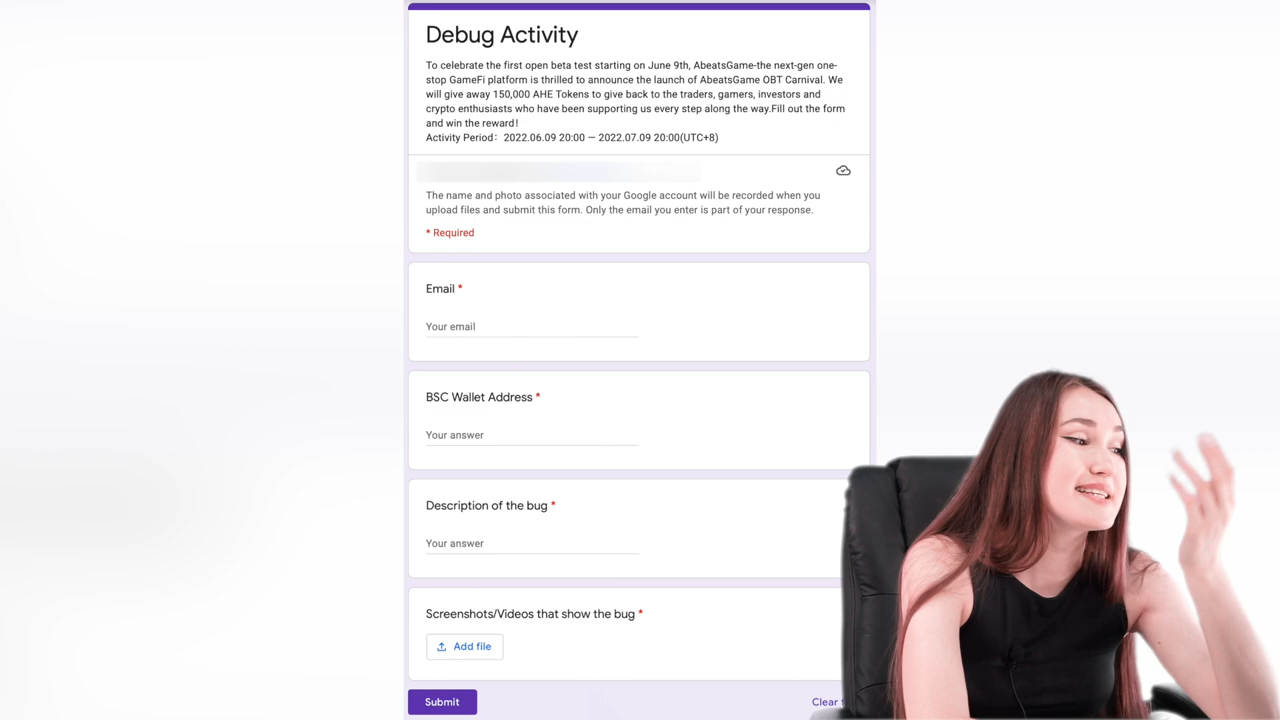 Debug Activity
To celebrate the first open beta test starting on June 9th, AbeatsGame-the next-gen one-
stop GameFi platform is thrilled to announce the launch of AbeatsGame OBT Carnival. We
will give away 150,000 AHE Tokens to give back to the traders, gamers, investors and
crypto enthusiasts who have been supporting us every step along the way.Fill out the form
and win the reward!
Activity Period： 2022.06.09 20:00 — 2022.07.09 20:00(UTC+8)
The name and photo associated with your Google account will be recorded when you
upload files and submit this form. Only the email you enter is part of your response.
* Required
Email *
Your email
BSC Wallet Address *
Your answer
Description of the bug *
Your answer
Screenshots/Videos that show the bug *
Add file
Submit
Clear